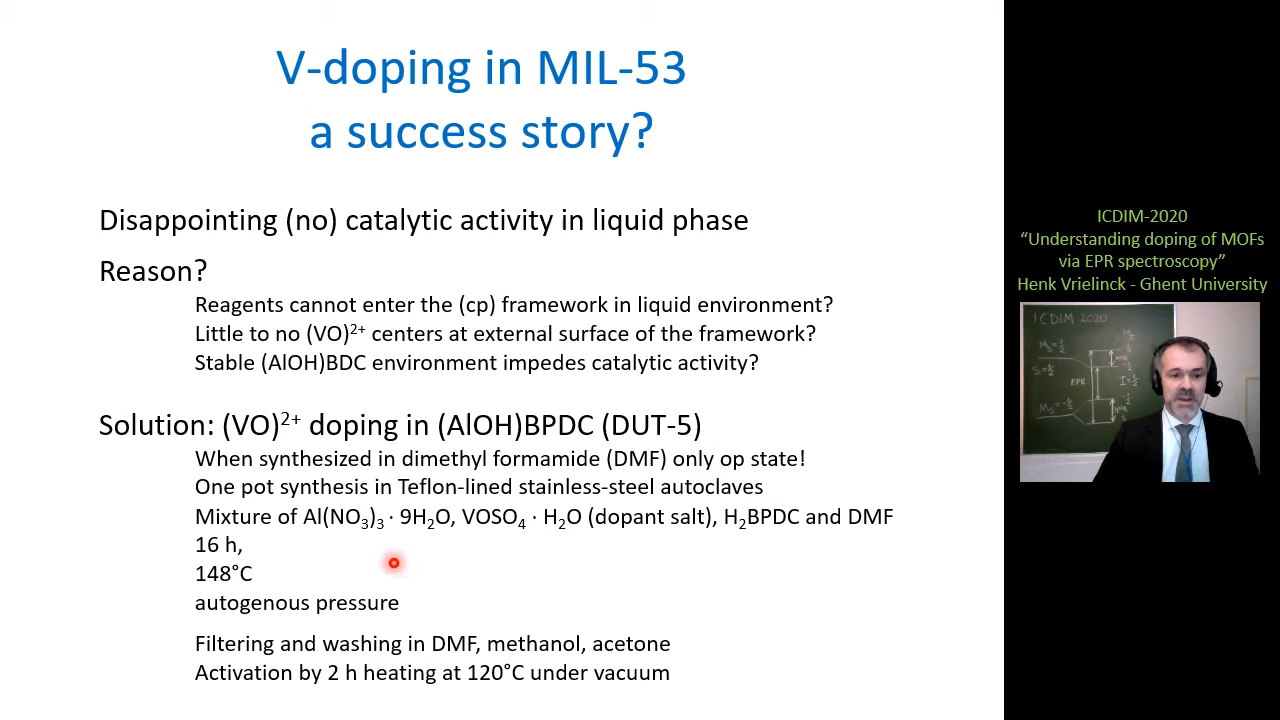 V-doping in MIL-53
a success story?
Disappointing (no) catalytic activity in liquid phase
Reason?
Reagents cannot enter the (cp) framework in liquid environment?
Little to no (VO)²⁺ centers at external surface of the framework?
Stable (AlOH)BDC environment impedes catalytic activity?
Solution: (VO)²⁺ doping in (AlOH)BPDC (DUT-5)
When synthesized in dimethyl formamide (DMF) only op state!
One pot synthesis in Teflon-lined stainless-steel autoclaves
Mixture of Al(NO₃)₃ · 9H₂O, VOSO₄ · H₂O (dopant salt), H₂BPDC and DMF
16 h,
148°C
autogenous pressure
Filtering and washing in DMF, methanol, acetone
Activation by 2 h heating at 120°C under vacuum
ICDIM-2020
“Understanding doping of MOFs
via EPR spectroscopy”
Henk Vrielinck - Ghent University
ICDIM 2020
EPR